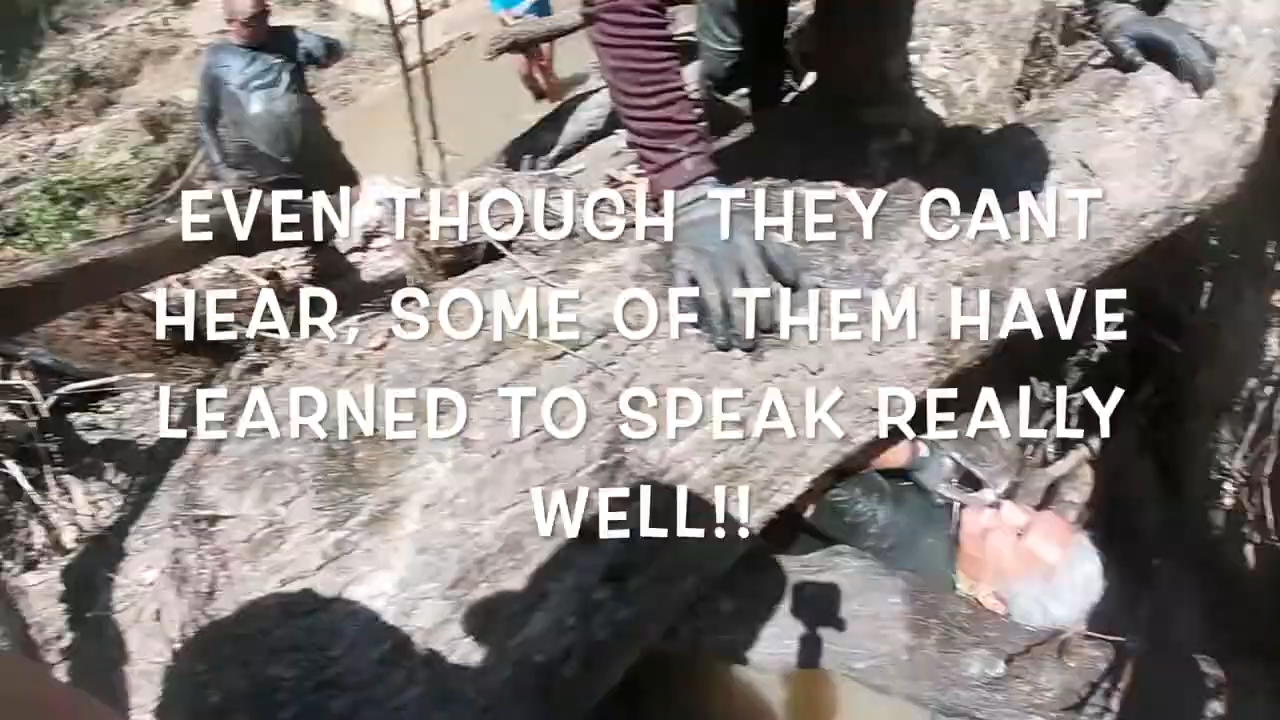 EVEN THOUGH THEY CANT
HEAR, SOME OF THEM HAVE
LEARNED TO SPEAK REALLY
WELL!!